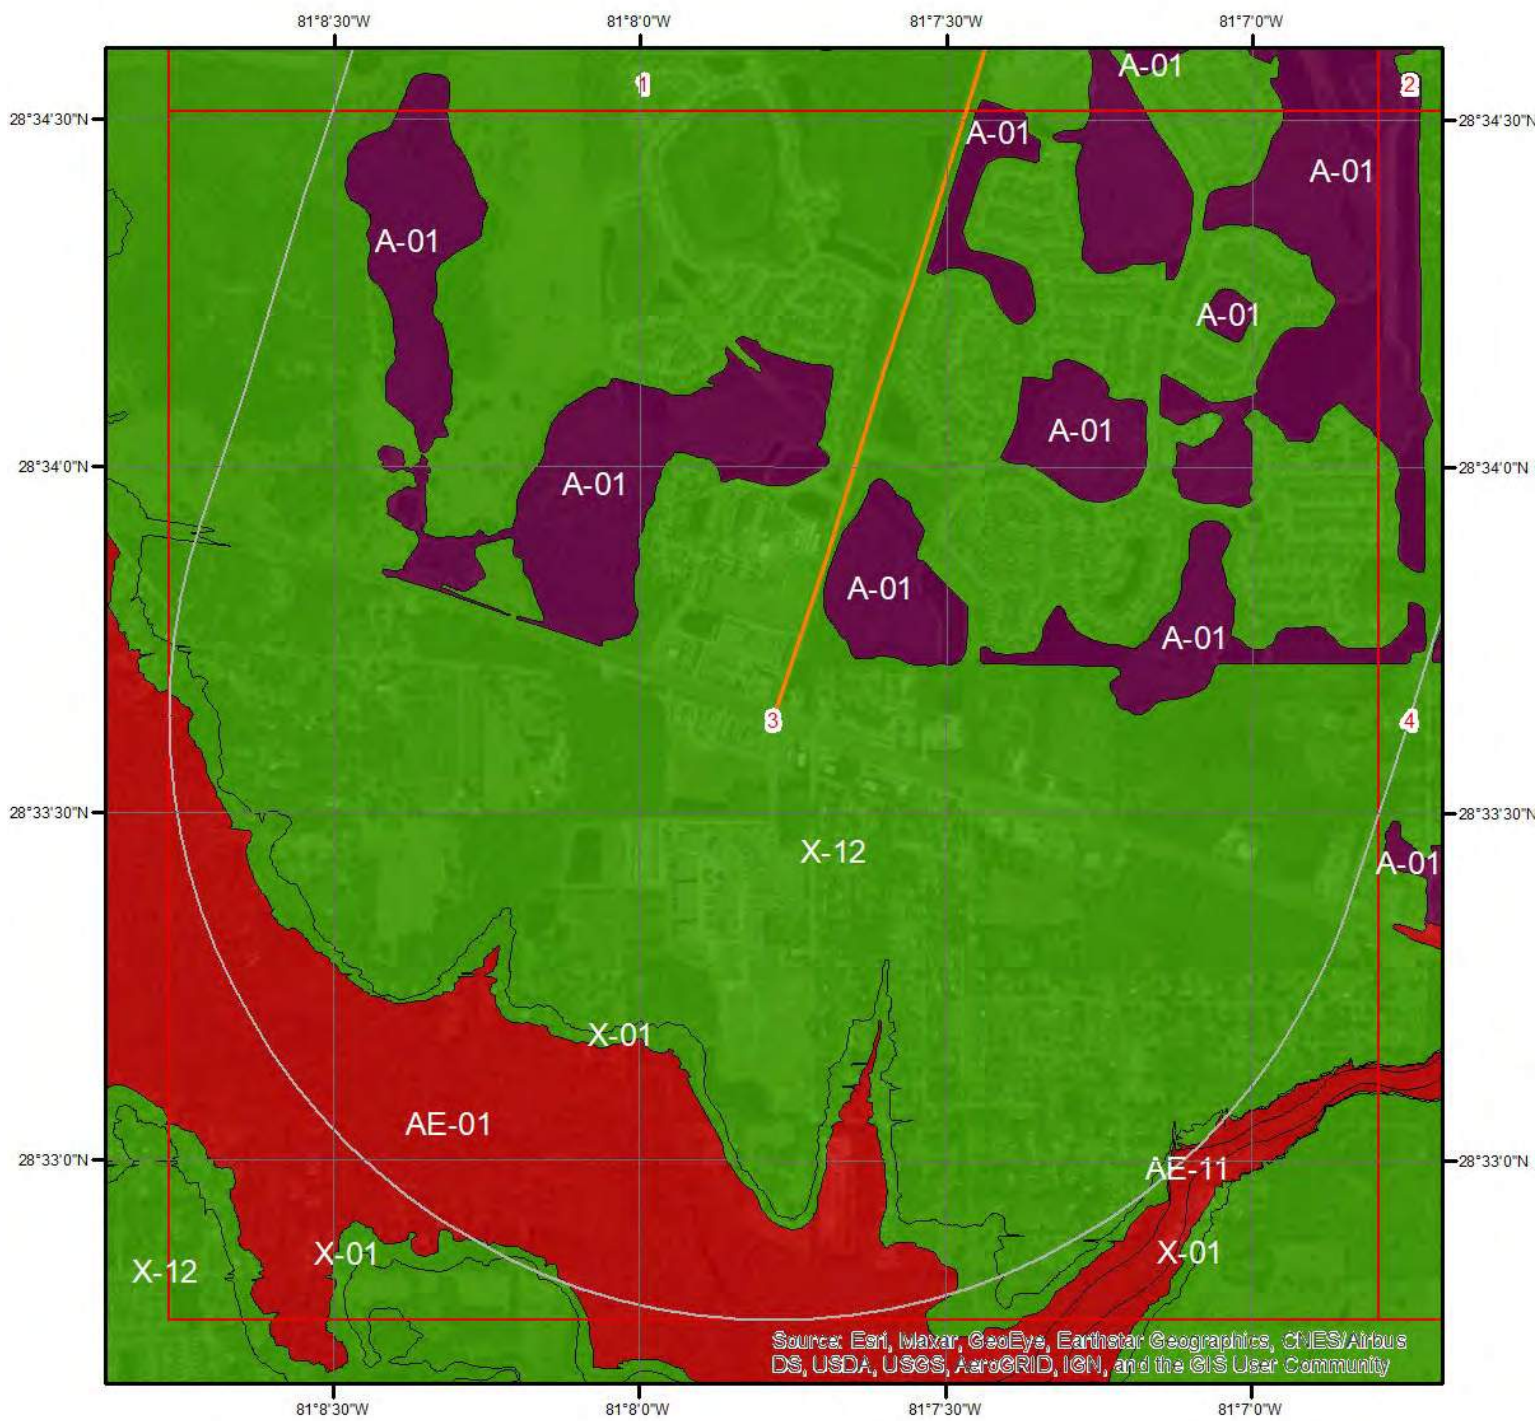 81°8'30"W 81°8'0"W 81°7'30"W 81°7'0"W
A-01
1
2
28°34'30"N 28°34'30"N
A-01
A-01
A-01
A-01
A-01
28°34'0"N 28°34'0"N
A-01
A-01
A-01
A-01
3
4
28°33'30"N 28°33'30"N
X-12
A-01
X-01
AE-01
28°33'0"N 28°33'0"N
AE-11
X-01
X-01
X-12
Source: Esri, Maxar, GeoEye, Earthstar Geographics, CNES/Airbus
DS, USDA, USGS, AeroGRID, IGN, and the GIS User Community
81°8'30"W 81°8'0"W 81°7'30"W 81°7'0"W